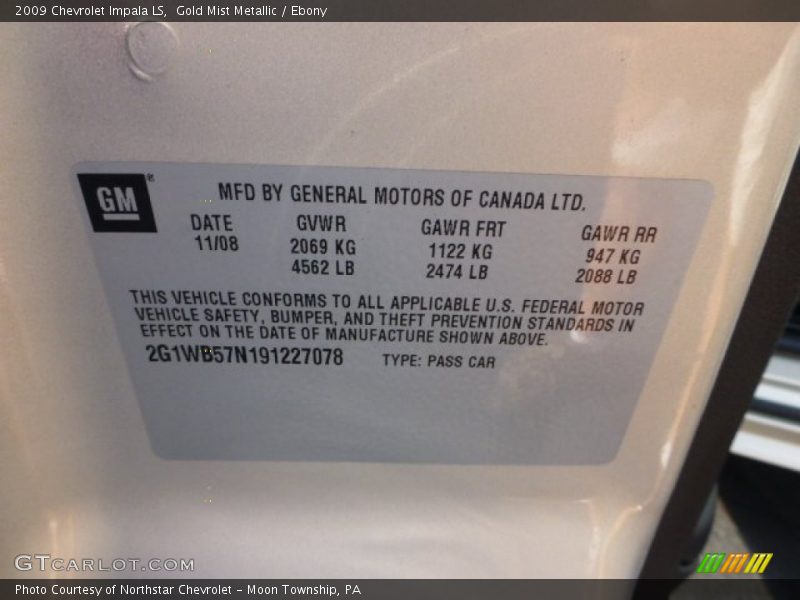 2009 Chevrolet Impala LS, Gold Mist Metallic / Ebony
GM®
MFD BY GENERAL MOTORS OF CANADA LTD.
DATE GVWR GAWR FRT GAWR RR
11/08 2069 KG 1122 KG 947 KG
4562 LB 2474 LB 2088 LB
THIS VEHICLE CONFORMS TO ALL APPLICABLE U.S. FEDERAL MOTOR
VEHICLE SAFETY, BUMPER, AND THEFT PREVENTION STANDARDS IN
EFFECT ON THE DATE OF MANUFACTURE SHOWN ABOVE.
2G1WB57N191227078 TYPE: PASS CAR
GTCARLOT.COM
Photo Courtesy of Northstar Chevrolet - Moon Township, PA